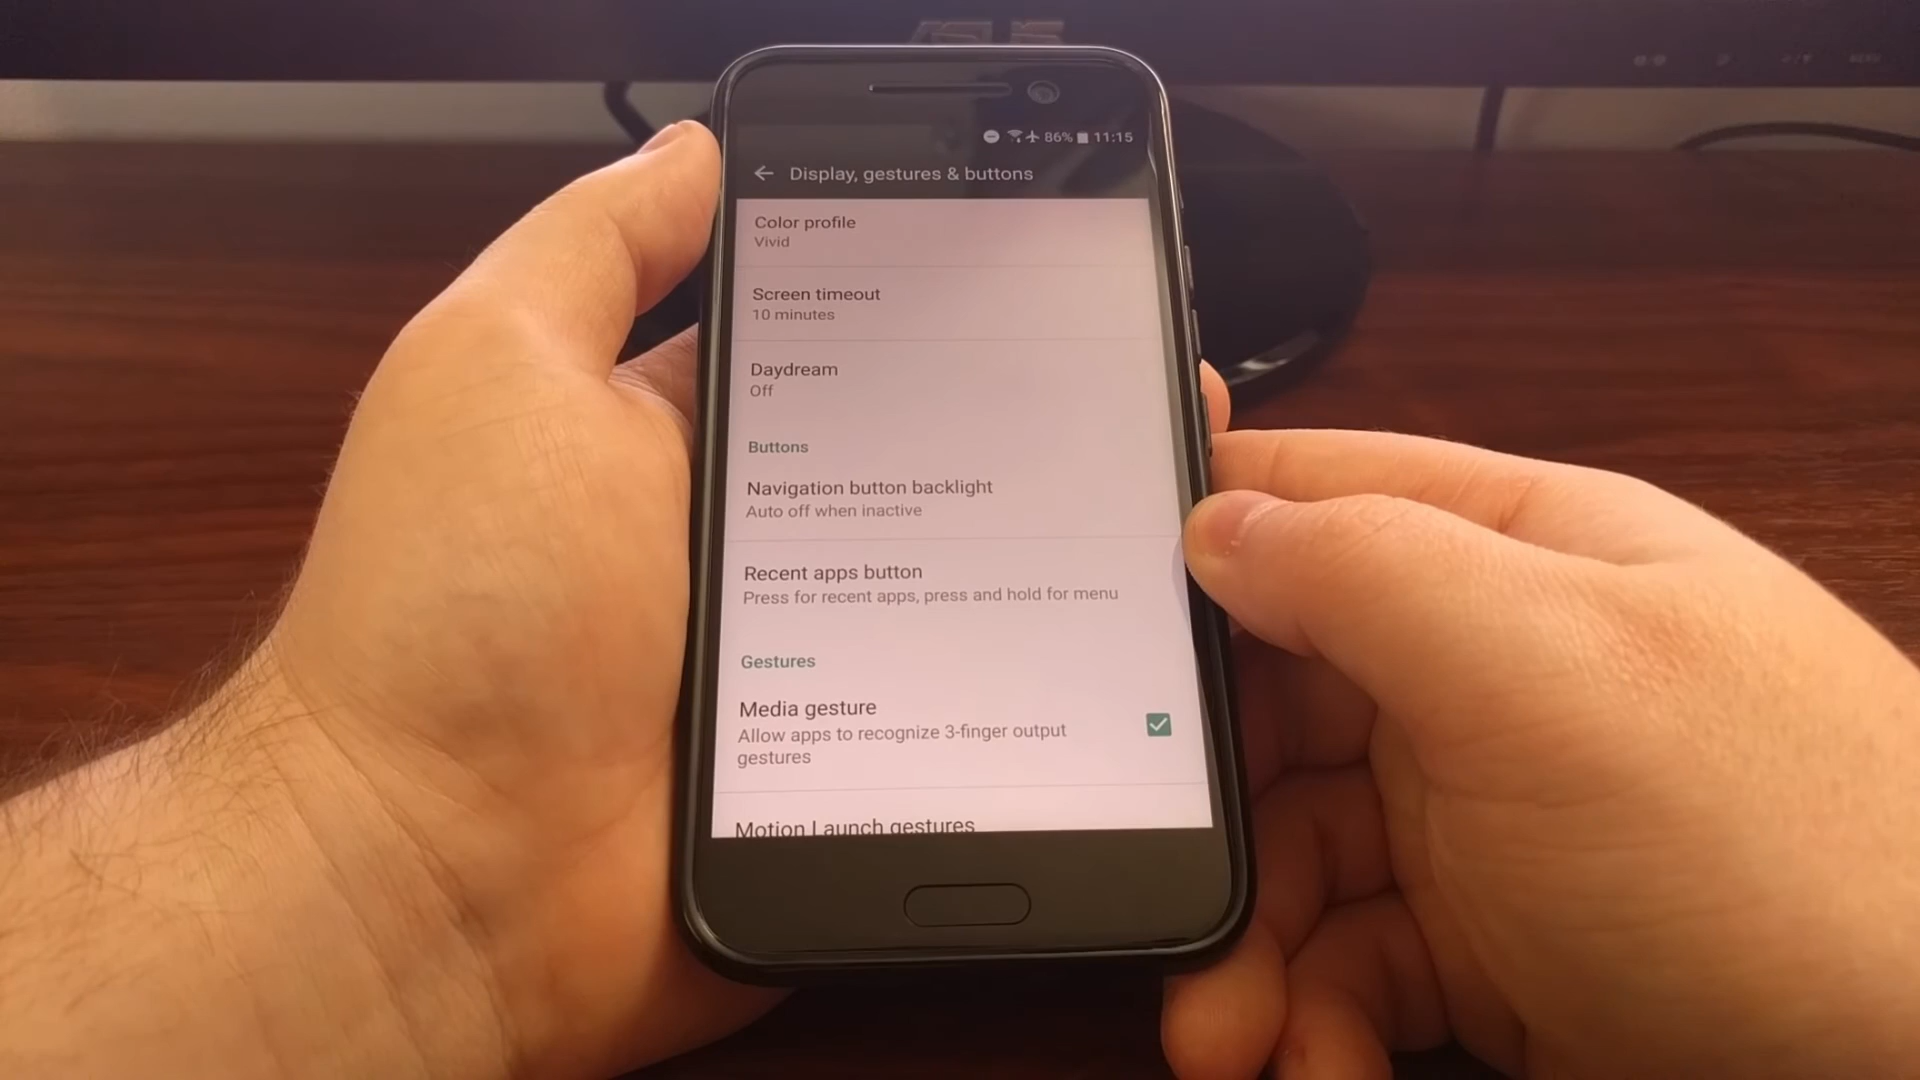 ASUS
MENU
86% 11:15
Display, gestures & buttons
Color profile
Vivid
Screen timeout
10 minutes
Daydream
Off
Buttons
Navigation button backlight
Auto off when inactive
Recent apps button
Press for recent apps, press and hold for menu
Gestures
Media gesture
Allow apps to recognize 3-finger output
gestures
Motion Launch gestures